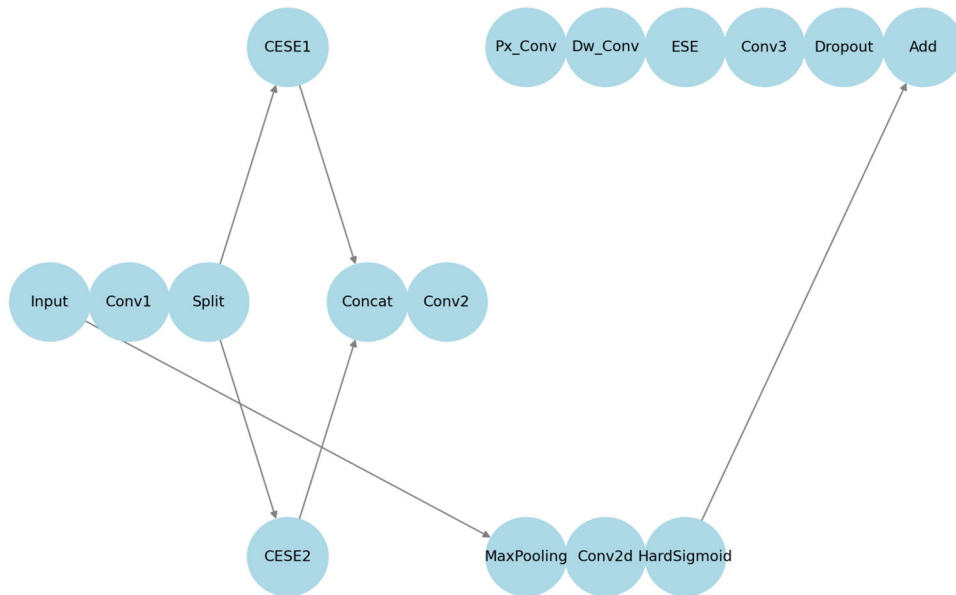 CESE1
Px_Conv
Dw_Conv
ESE
Conv3
Dropout
Add
Input
Conv1
Split
Concat
Conv2
CESE2
MaxPooling
Conv2d
HardSigmoid